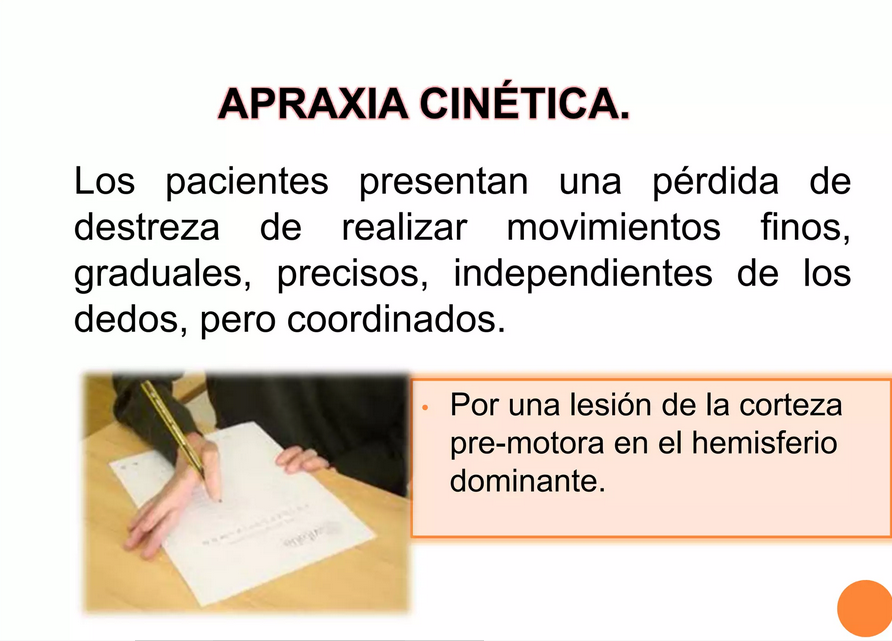 APRAXIA CINÉTICA.
Los pacientes presentan una pérdida de
destreza de realizar movimientos finos,
graduales, precisos, independientes de los
dedos, pero coordinados.
• Por una lesión de la corteza
pre-motora en el hemisferio
dominante.